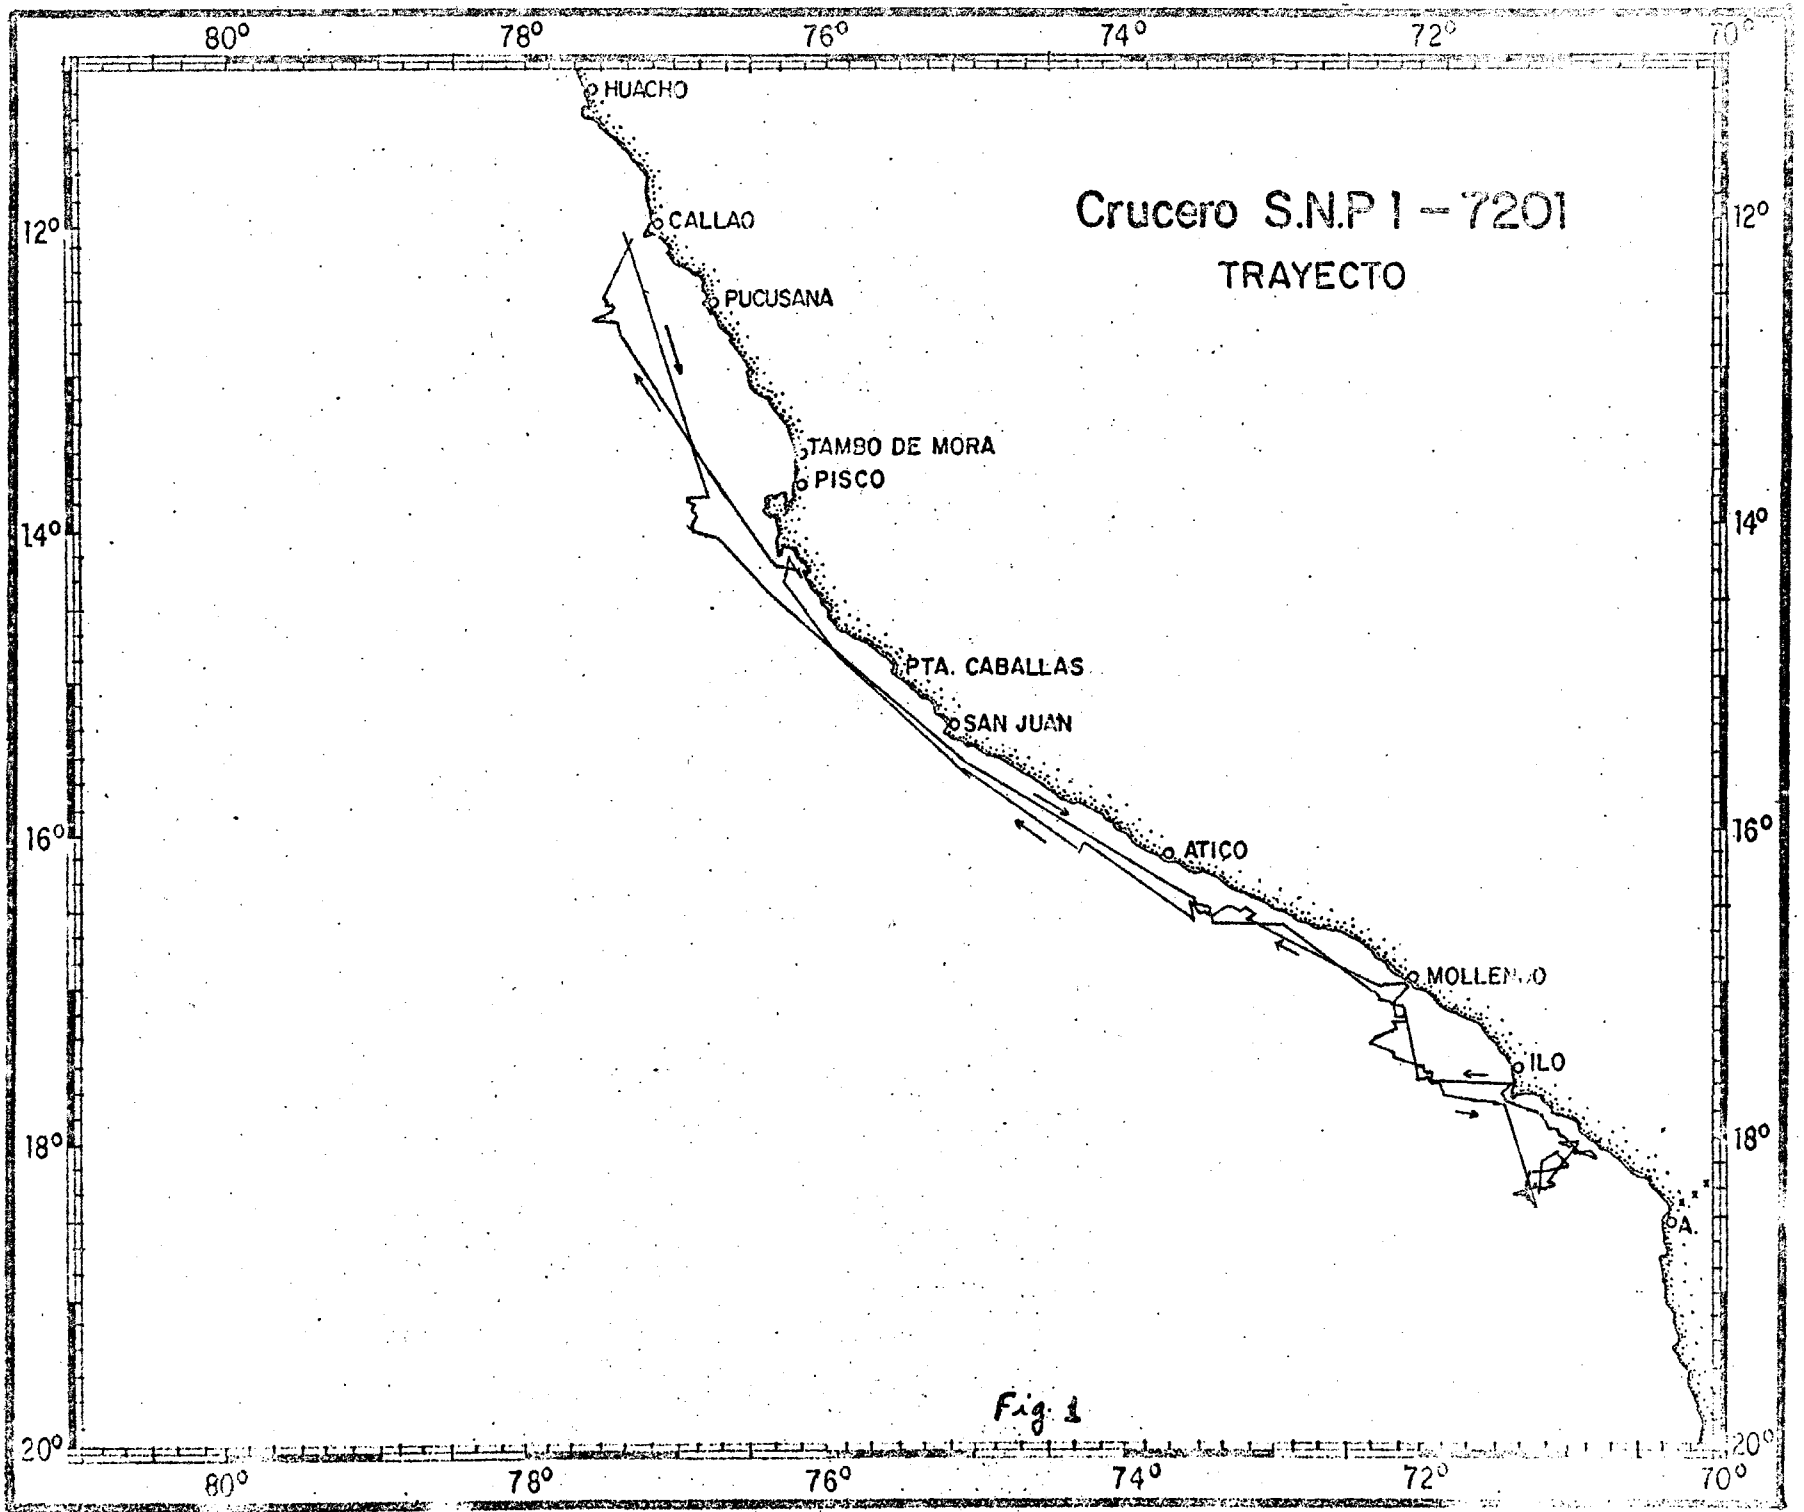 80° 78° 76° 74° 72° 70°
HUACHO
Crucero S.N.P 1 - 7201
12° CALLAO 12°
TRAYECTO
PUCUSANA
TAMBO DE MORA
PISCO
14° 14°
PTA. CABALLAS
SAN JUAN
16° 16°
ATICO
ILO
18° 18°
A
Fig. 1
20° 20°
80° 78° 76° 74° 72° 70°